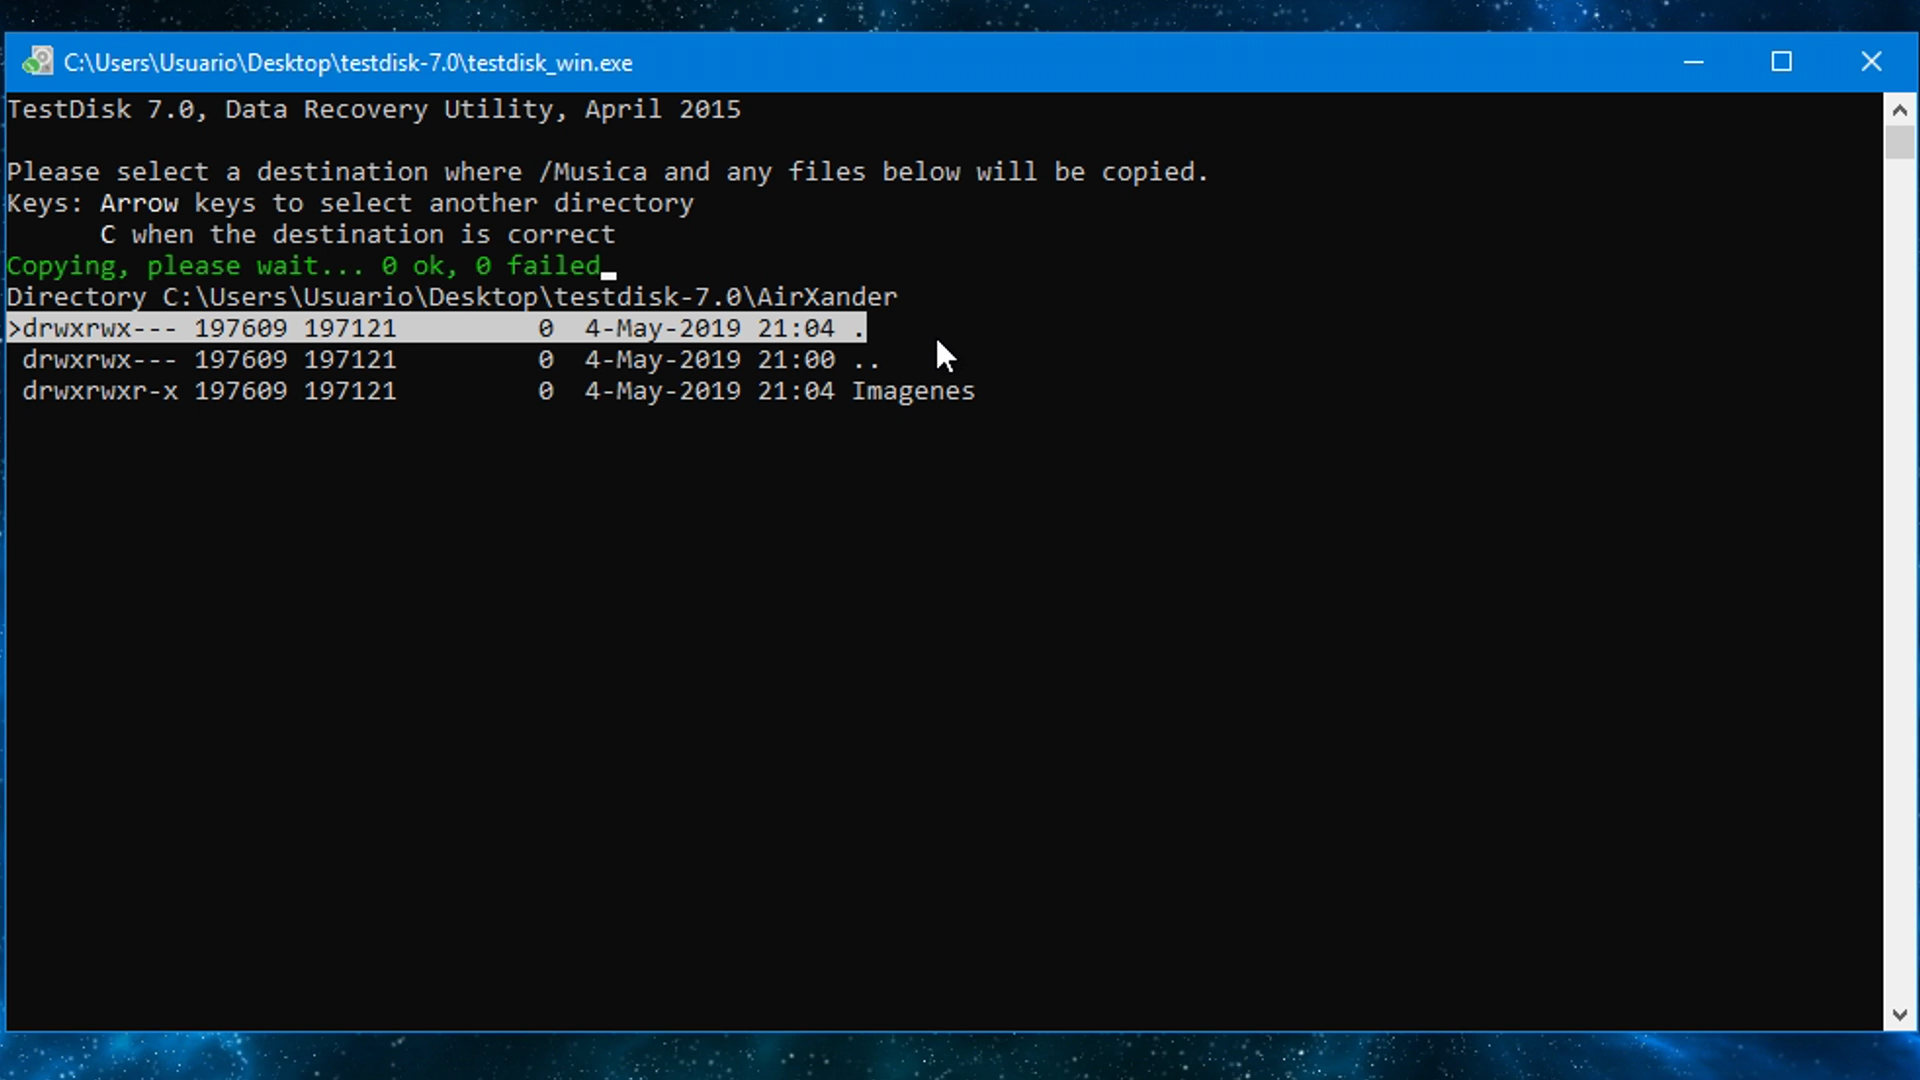 C:\Users\Usuario\Desktop\testdisk-7.0\testdisk_win.exe
TestDisk 7.0, Data Recovery Utility, April 2015
Please select a destination where /Musica and any files below will be copied.
Keys: Arrow keys to select another directory
C when the destination is correct
Copying, please wait... 0 ok, 0 failed
Directory C:\Users\Usuario\Desktop\testdisk-7.0\AirXander
>drwxrwx--- 197609 197121         0  4-May-2019 21:04 .
drwxrwx--- 197609 197121         0  4-May-2019 21:00 ..
drwxrwxr-x 197609 197121         0  4-May-2019 21:04 Imagenes